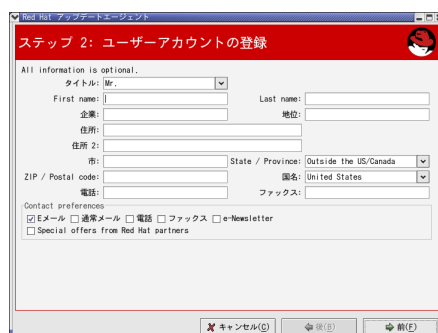 Red Hat アップデートエージェント
ステップ 2: ユーザーアカウントの登録
All information is optional.
タイトル: Mr.
First name: Last name:
企業: 地位:
住所:
住所 2:
市: State / Province: Outside the US/Canada
ZIP / Postal code: 国名: United States
電話: ファックス:
Contact preferences
Eメール 通常メール 電話 ファックス e-Newsletter
Special offers from Red Hat partners
キャンセル(C) 後(B) 前(F)